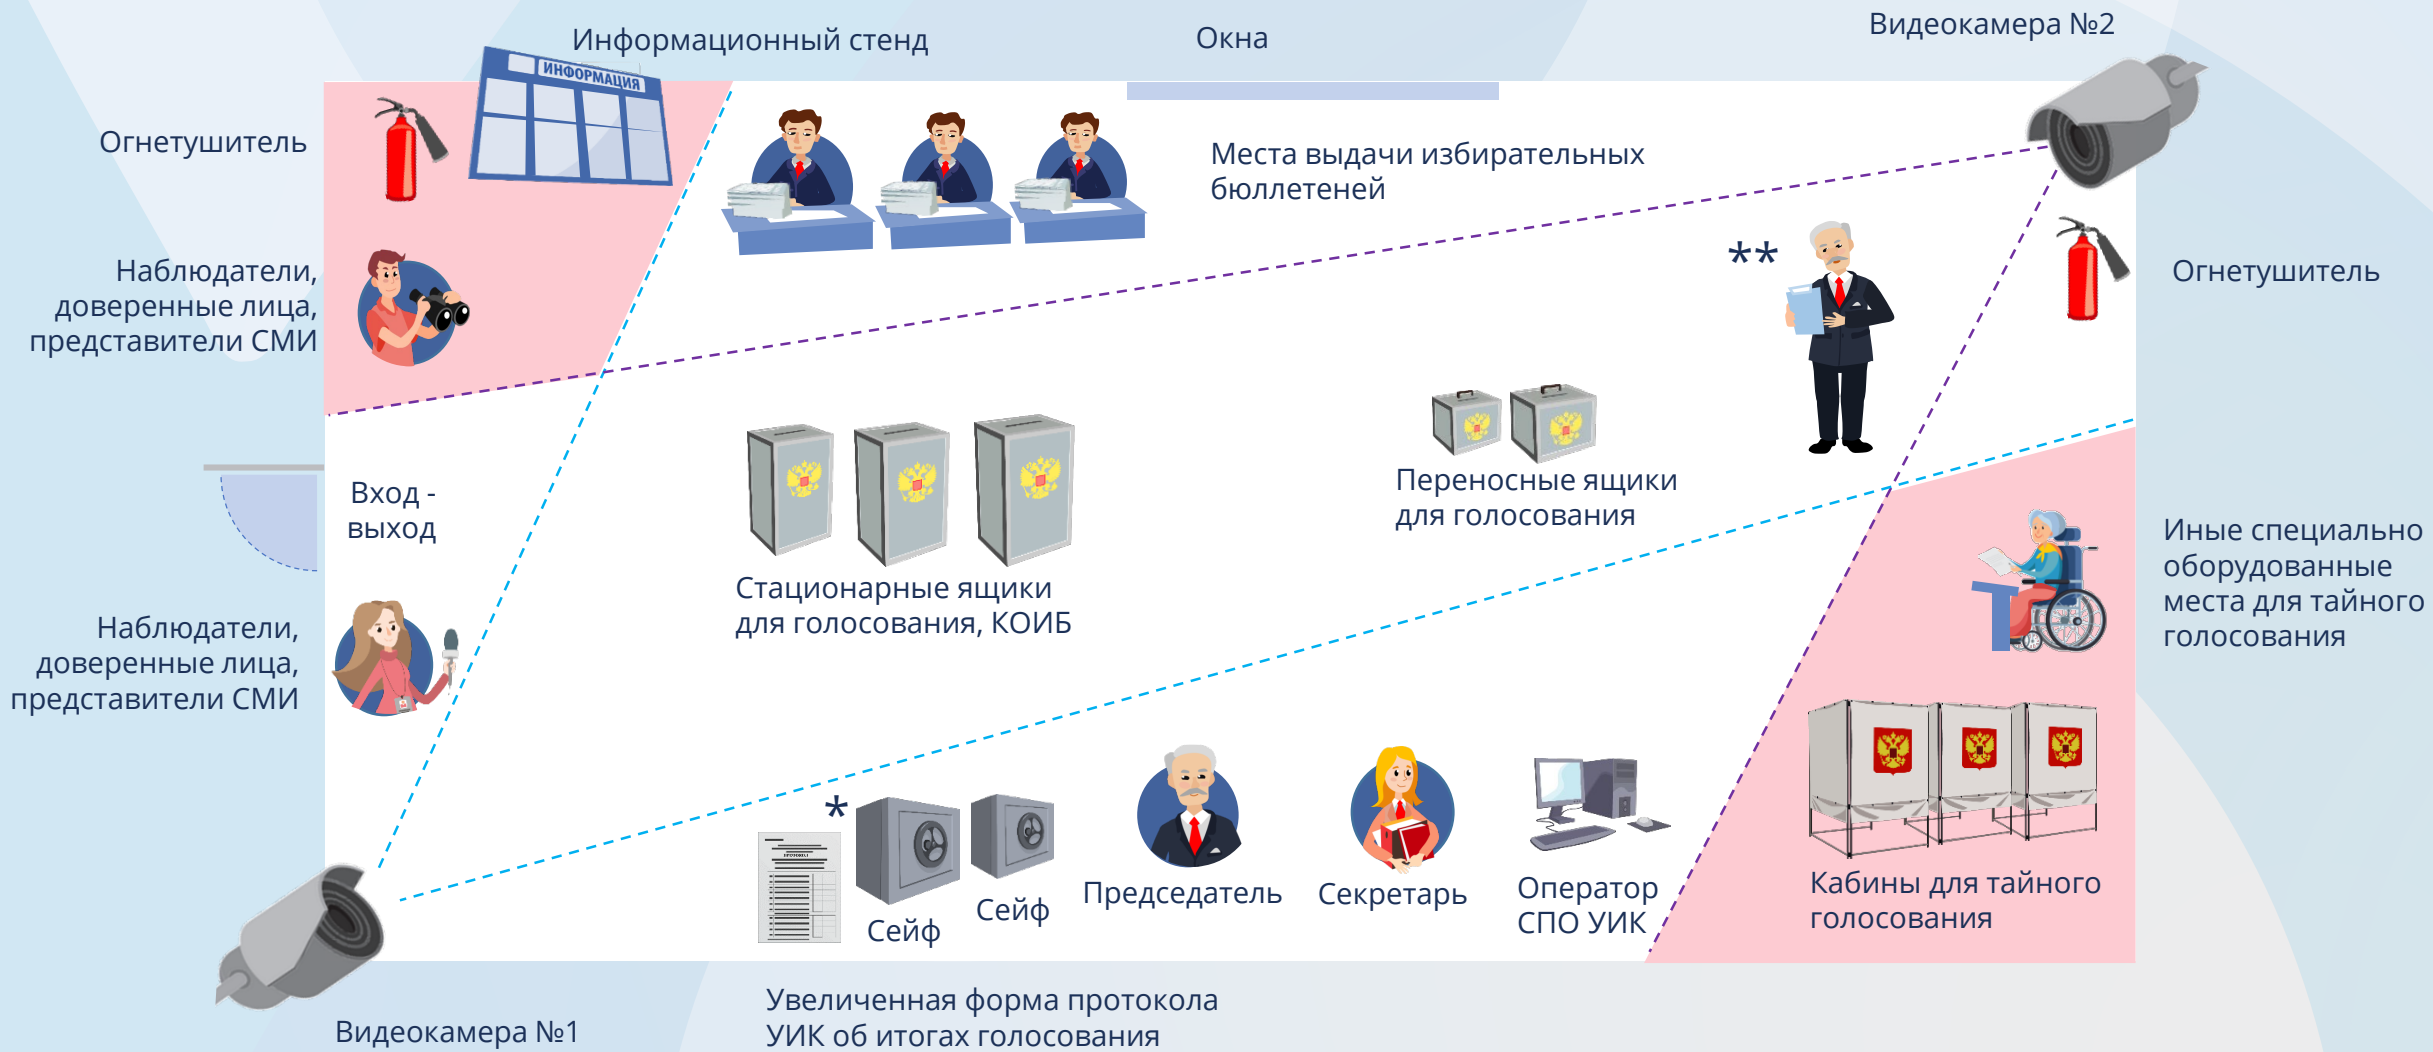 Информационный стенд
Окна
Видеокамера №2
ИНФОРМАЦИЯ
Огнетушитель
Места выдачи избирательных
бюллетеней
**
Наблюдатели,
доверенные лица,
представители СМИ
Огнетушитель
Вход -
выход
Переносные ящики
для голосования
Иные специально
оборудованные
места для тайного
голосования
Стационарные ящики
для голосования, КОИБ
Наблюдатели,
доверенные лица,
представители СМИ
*
ПРОТОКОЛ
Сейф
Сейф
Председатель
Секретарь
Оператор
СПО УИК
Кабины для тайного
голосования
Увеличенная форма протокола
УИК об итогах голосования
Видеокамера №1